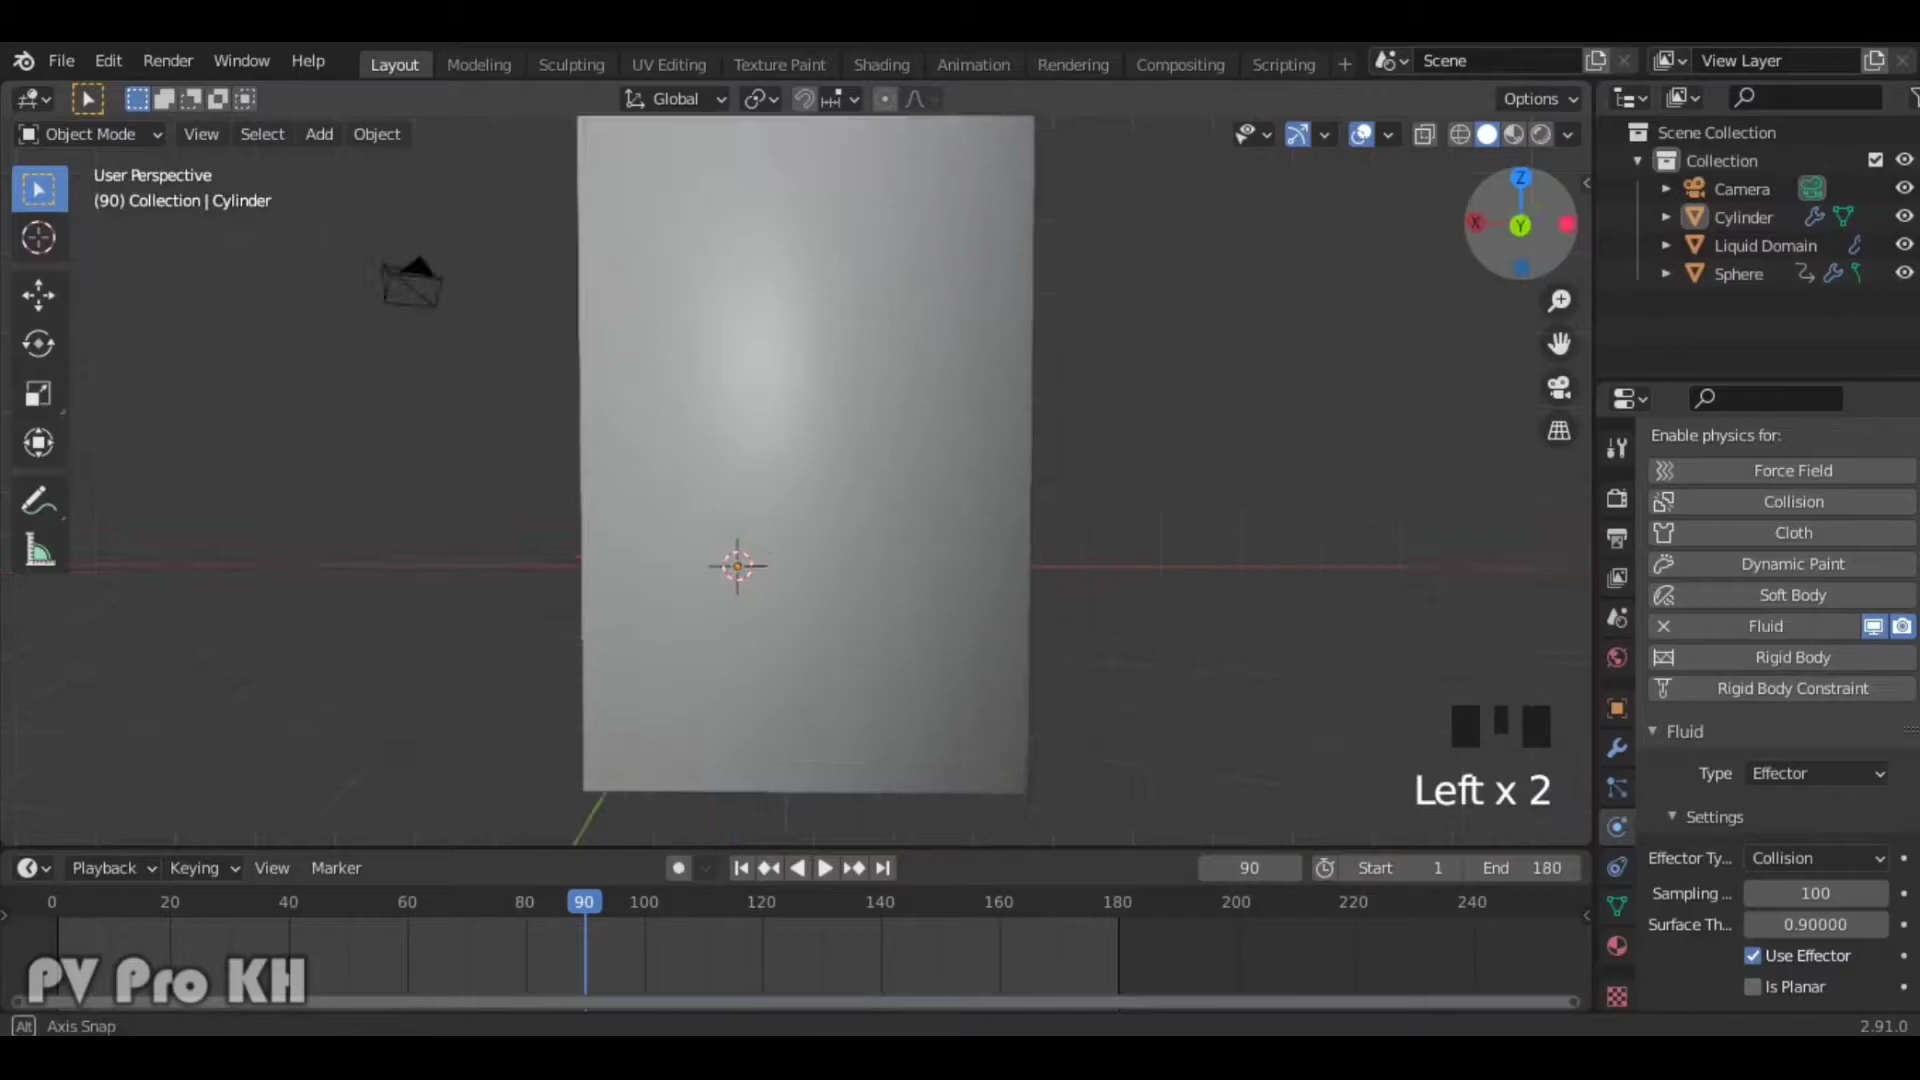 File Edit Render Window Help Layout Modeling Sculpting UV Editing Texture Paint Shading Animation Rendering Compositing Scripting + Scene View Layer
Global Options
Object Mode View Select Add Object
User Perspective
(90) Collection | Cylinder
Z
X
Y
Scene Collection
Collection
Camera
Cylinder
Liquid Domain
Sphere
Enable physics for:
Force Field
Collision
Cloth
Dynamic Paint
Soft Body
Fluid
Rigid Body
Rigid Body Constraint
Fluid
Type Effector
Settings
Effector Ty... Collision
Sampling ... 100
Surface Th... 0.90000
Use Effector
Is Planar
Left x 2
Playback Keying View Marker 90 Start 1 End 180
0 20 40 60 80 90 100 120 140 160 180 200 220 240
PV Pro KH
Alt Axis Snap 2.91.0